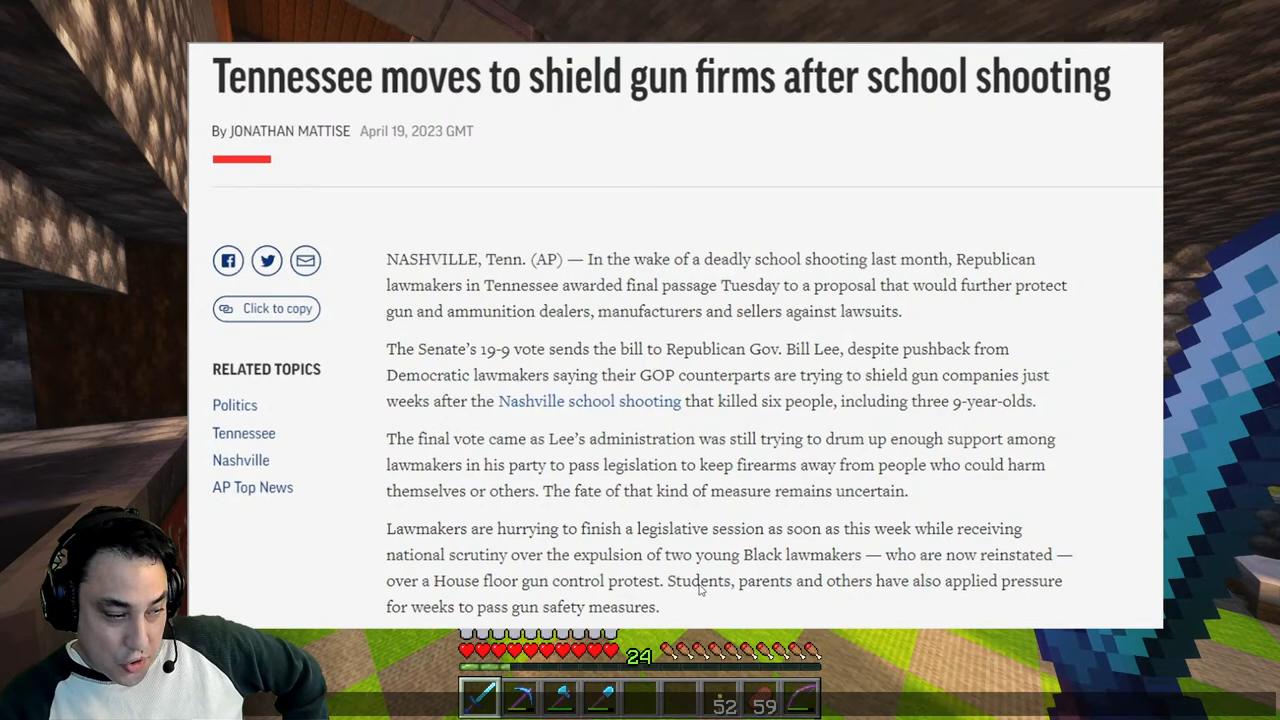 Tennessee moves to shield gun firms after school shooting
By JONATHAN MATTISE April 19, 2023 GMT
Click to copy
RELATED TOPICS
Politics
Tennessee
Nashville
AP Top News
NASHVILLE, Tenn. (AP) — In the wake of a deadly school shooting last month, Republican
lawmakers in Tennessee awarded final passage Tuesday to a proposal that would further protect
gun and ammunition dealers, manufacturers and sellers against lawsuits.
The Senate's 19-9 vote sends the bill to Republican Gov. Bill Lee, despite pushback from
Democratic lawmakers saying their GOP counterparts are trying to shield gun companies just
weeks after the Nashville school shooting that killed six people, including three 9-year-olds.
The final vote came as Lee's administration was still trying to drum up enough support among
lawmakers in his party to pass legislation to keep firearms away from people who could harm
themselves or others. The fate of that kind of measure remains uncertain.
Lawmakers are hurrying to finish a legislative session as soon as this week while receiving
national scrutiny over the expulsion of two young Black lawmakers — who are now reinstated —
over a House floor gun control protest. Students, parents and others have also applied pressure
for weeks to pass gun safety measures.
24
52 59